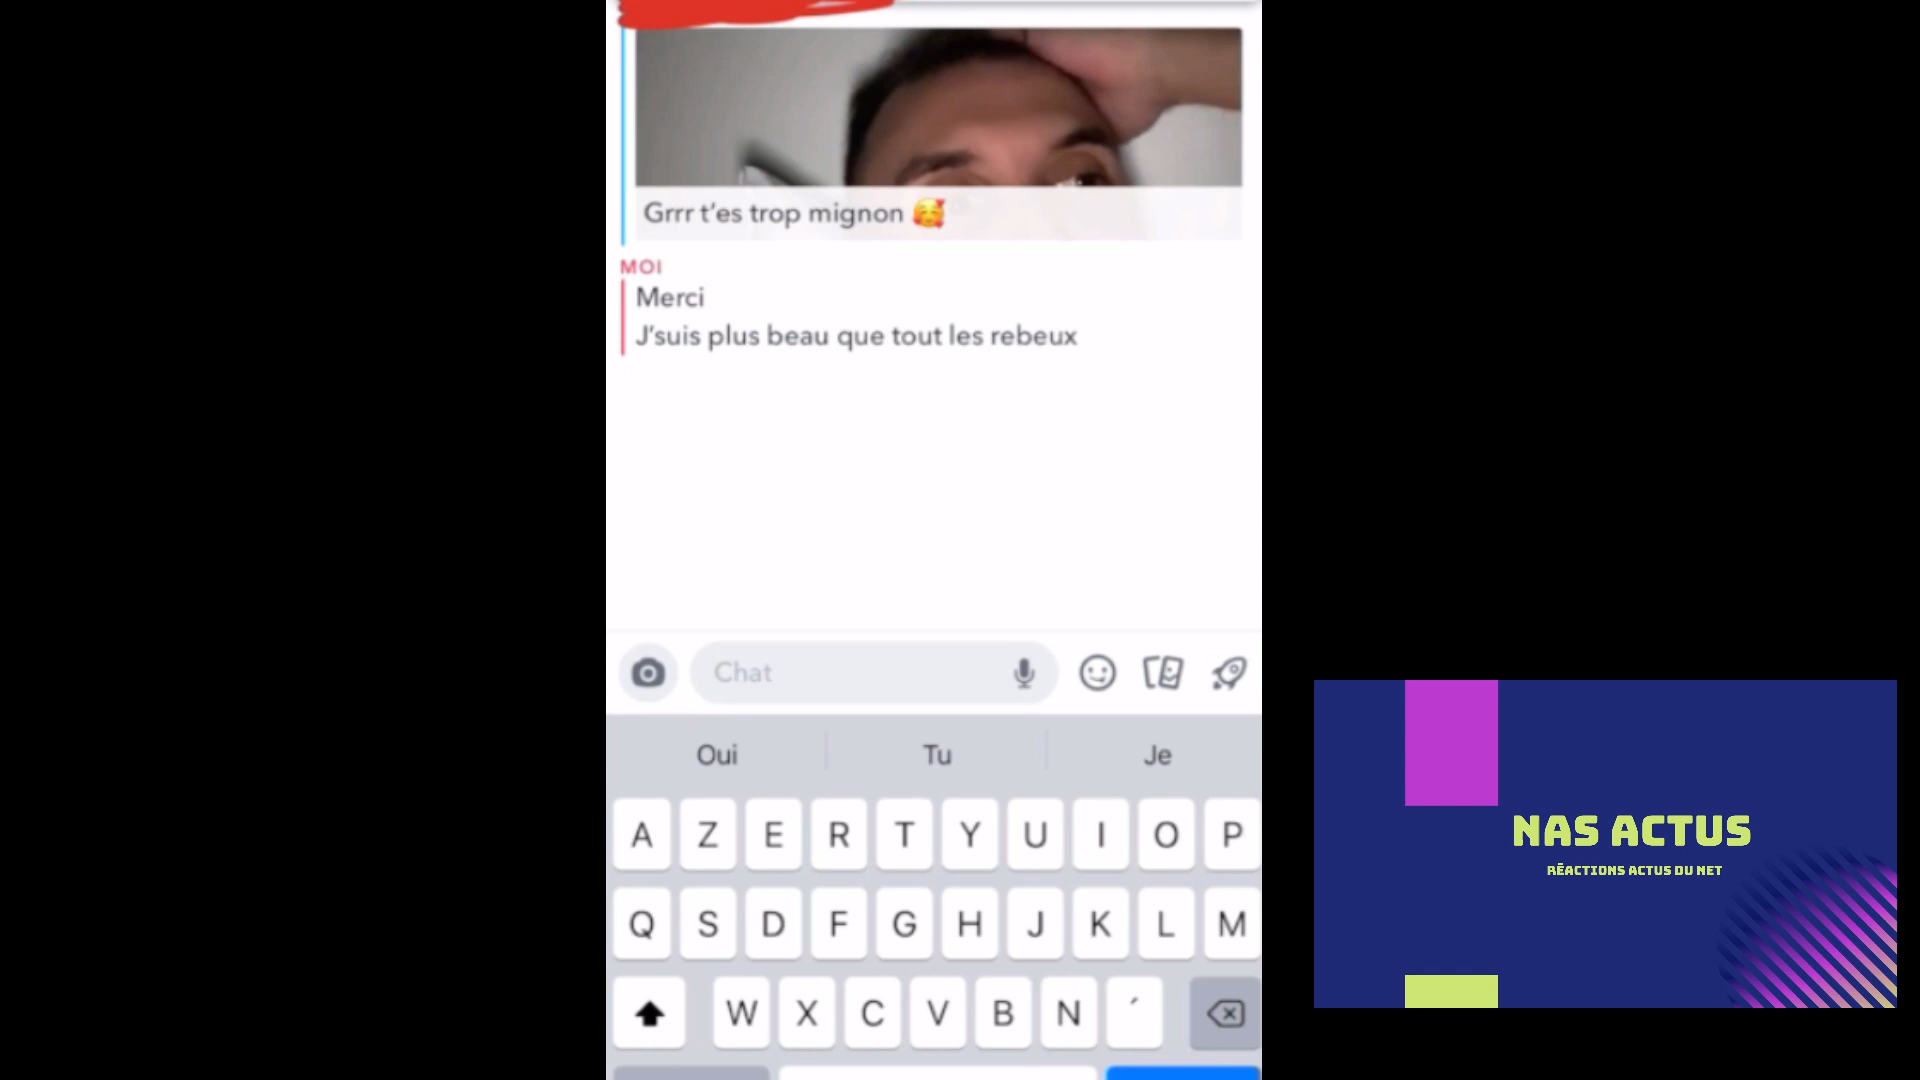 Grrr t'es trop mignon 🥰
MOI
Merci
J'suis plus beau que tout les rebeux
Chat
Oui Tu Je
A Z E R T Y U I O P
Q S D F G H J K L M
W X C V B N ´
NAS ACTUS
RÉACTIONS ACTUS DU NET